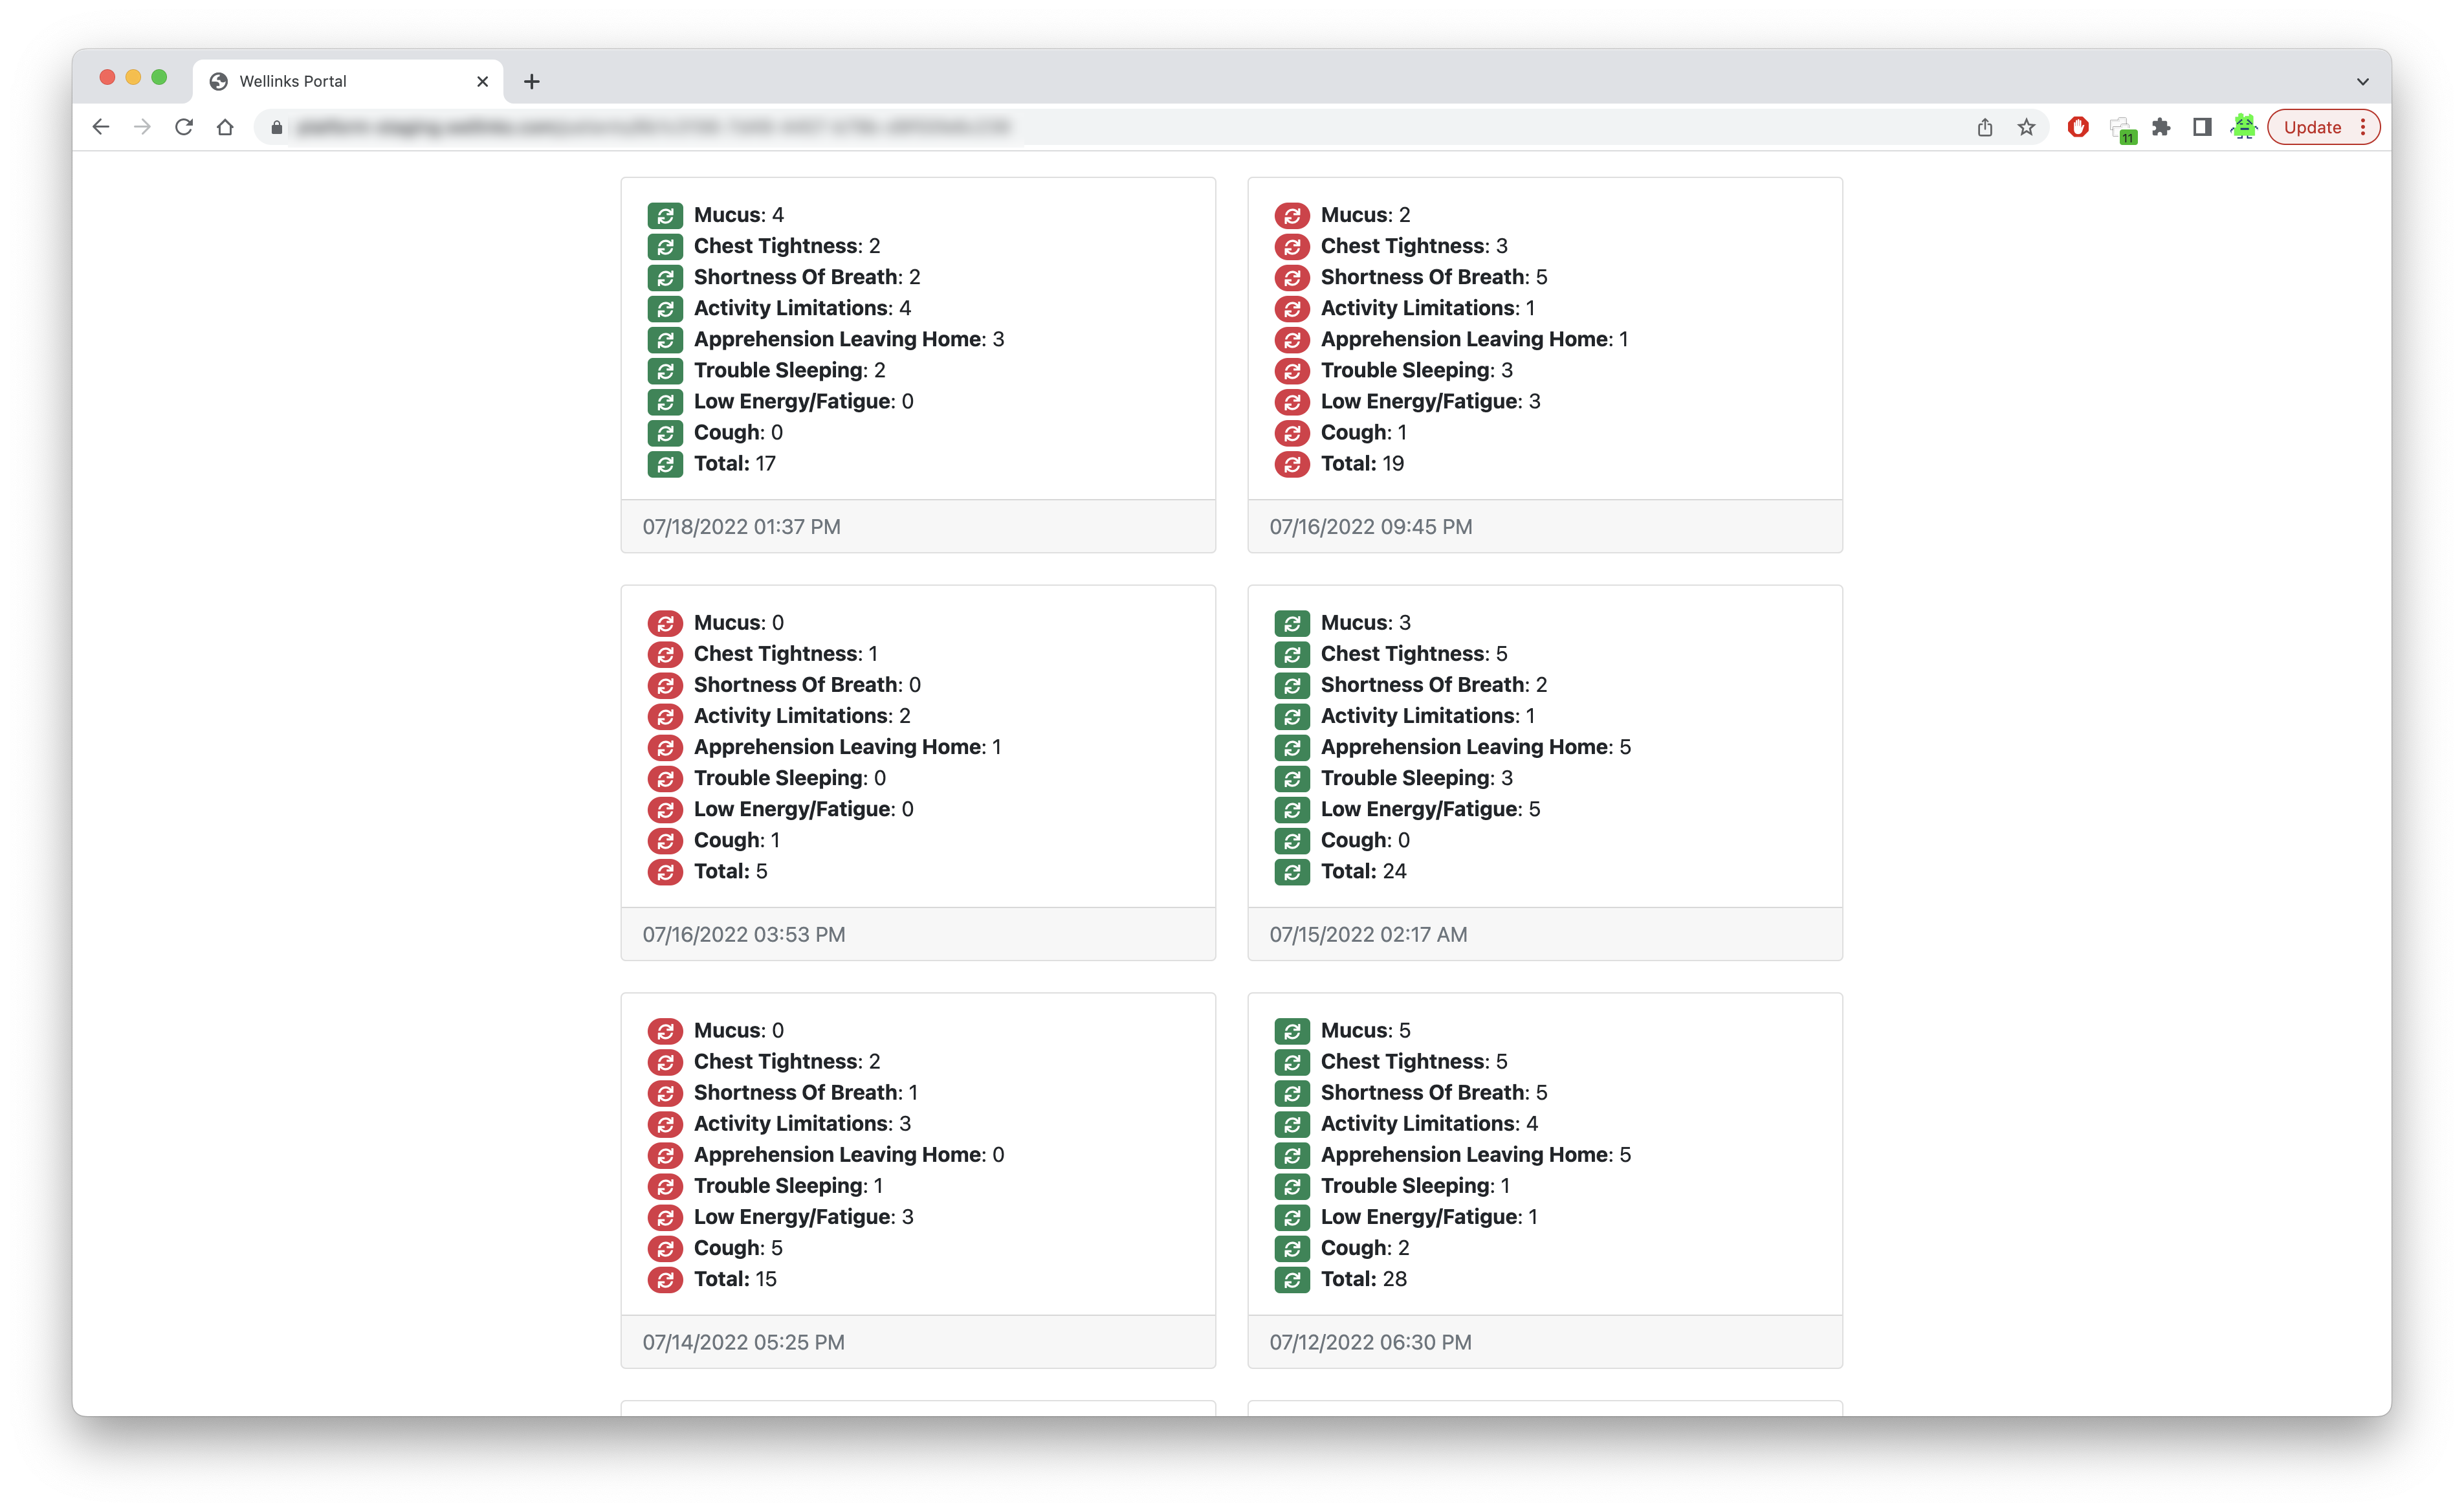 Wellinks Portal
Update
11
Mucus: 4
Chest Tightness: 2
Shortness Of Breath: 2
Activity Limitations: 4
Apprehension Leaving Home: 3
Trouble Sleeping: 2
Low Energy/Fatigue: 0
Cough: 0
Total: 17
07/18/2022 01:37 PM
Mucus: 2
Chest Tightness: 3
Shortness Of Breath: 5
Activity Limitations: 1
Apprehension Leaving Home: 1
Trouble Sleeping: 3
Low Energy/Fatigue: 3
Cough: 1
Total: 19
07/16/2022 09:45 PM
Mucus: 0
Chest Tightness: 1
Shortness Of Breath: 0
Activity Limitations: 2
Apprehension Leaving Home: 1
Trouble Sleeping: 0
Low Energy/Fatigue: 0
Cough: 1
Total: 5
07/16/2022 03:53 PM
Mucus: 3
Chest Tightness: 5
Shortness Of Breath: 2
Activity Limitations: 1
Apprehension Leaving Home: 5
Trouble Sleeping: 3
Low Energy/Fatigue: 5
Cough: 0
Total: 24
07/15/2022 02:17 AM
Mucus: 0
Chest Tightness: 2
Shortness Of Breath: 1
Activity Limitations: 3
Apprehension Leaving Home: 0
Trouble Sleeping: 1
Low Energy/Fatigue: 3
Cough: 5
Total: 15
07/14/2022 05:25 PM
Mucus: 5
Chest Tightness: 5
Shortness Of Breath: 5
Activity Limitations: 4
Apprehension Leaving Home: 5
Trouble Sleeping: 1
Low Energy/Fatigue: 1
Cough: 2
Total: 28
07/12/2022 06:30 PM